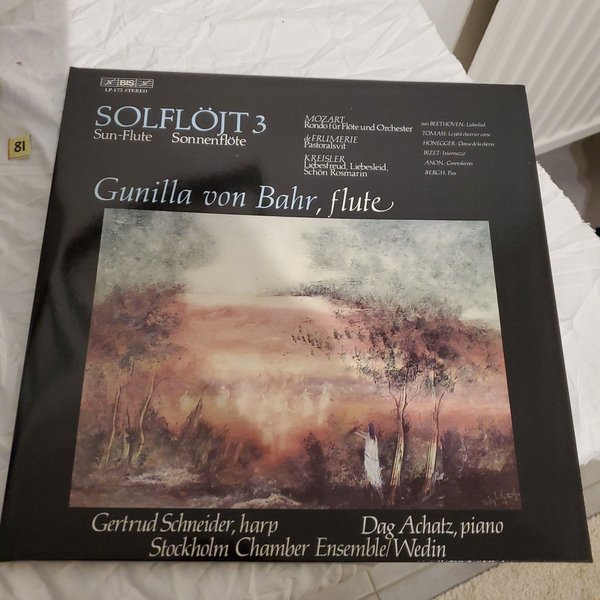 BIS
LP-175 STEREO
SOLFLÖJT 3
Sun-Flute Sonnenflöte
MOZART
Rondo für Flöte und Orchester
de FRUMERIE
Pastoralsvit
KREISLER
Liebesfreud, Liebesleid,
Schön Rosmarin
van BEETHOVEN: Liebeslied
TOMASI: Le petit chevrier corse
HONEGGER: Danse de la chèvre
BIZET: Intermezzo
ANON.: Greensleeves
BERGH: Pan
Gunilla von Bahr, flute
Gertrud Schneider, harp
Dag Achatz, piano
Stockholm Chamber Ensemble/Wedin
81